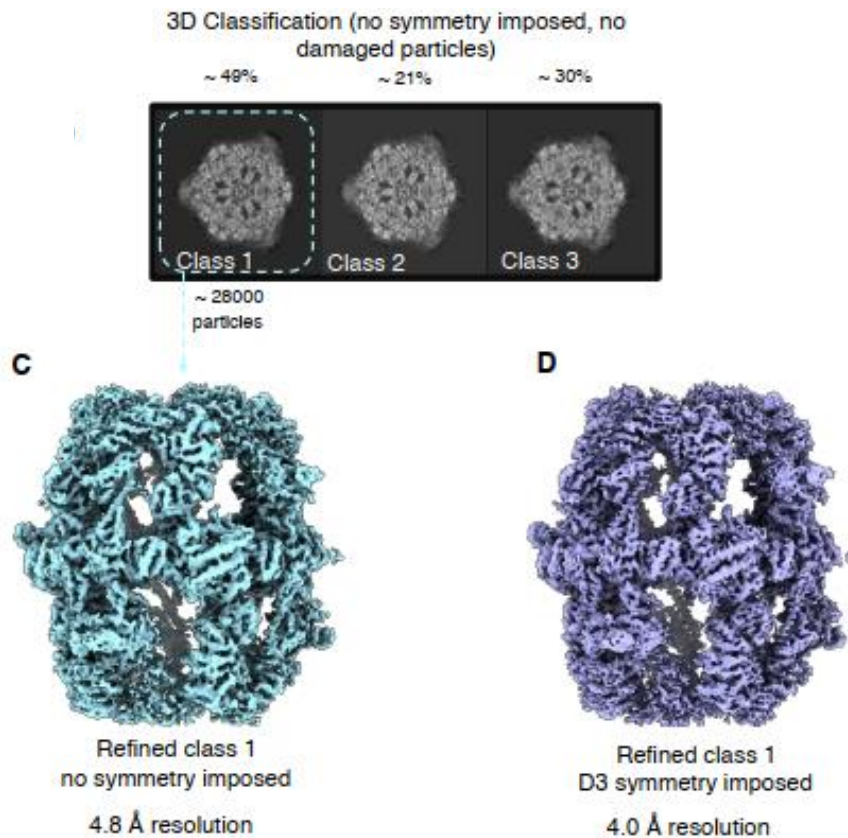 3D Classification (no symmetry imposed, no
damaged particles)
~ 49% ~ 21% ~ 30%
Class 1 Class 2 Class 3
~ 28000
particles
C D
Refined class 1
no symmetry imposed
4.8 Å resolution
Refined class 1
D3 symmetry imposed
4.0 Å resolution